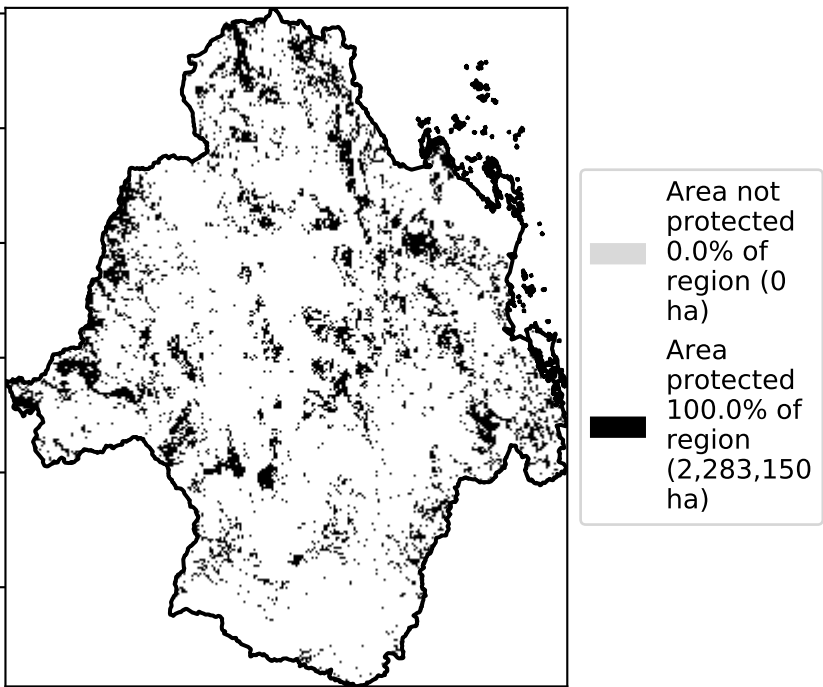 Area not
protected
0.0% of
region (0
ha)
Area
protected
100.0% of
region
(2,283,150
ha)